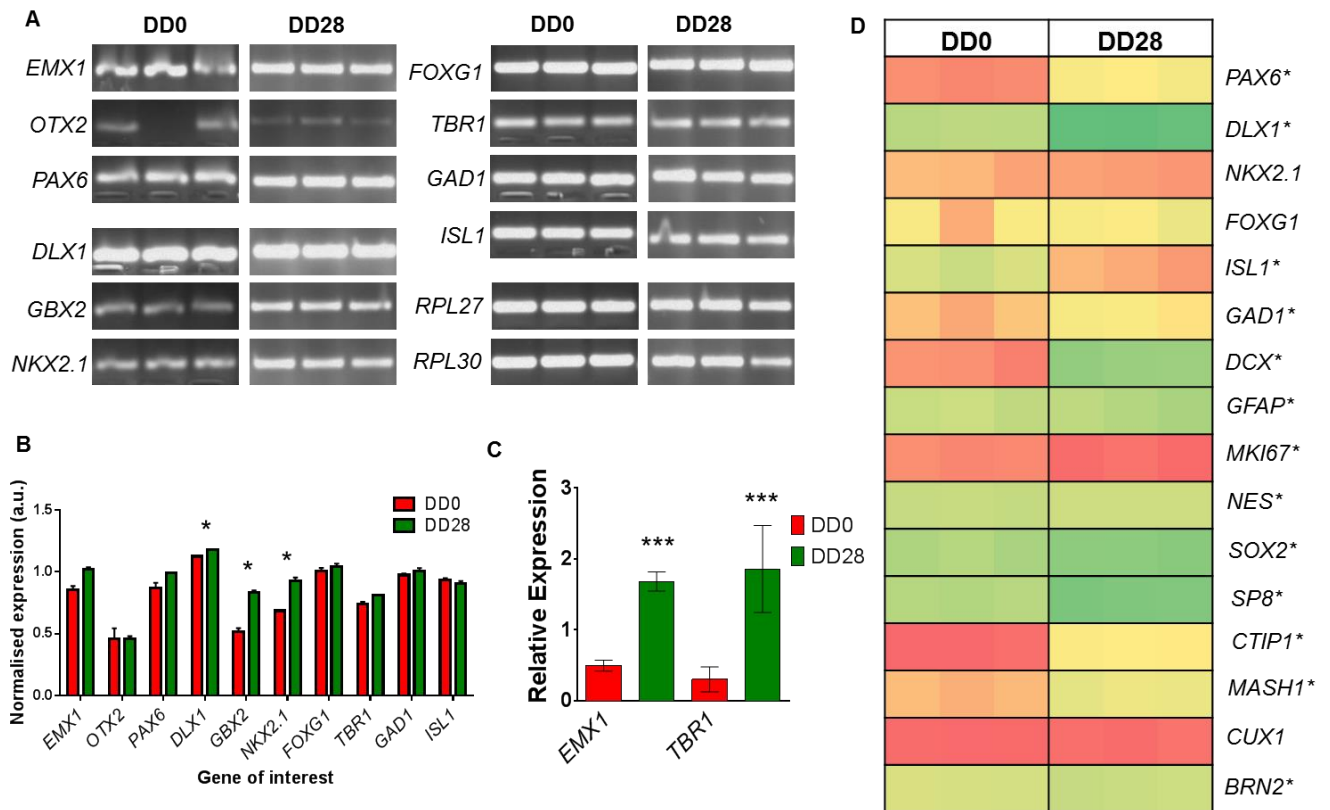 A
DD0 DD28
EMX1
OTX2
PAX6
DLX1
GBX2
NKX2.1
DD0 DD28
FOXG1
TBR1
GAD1
ISL1
RPL27
RPL30
B
Normalised expression (a.u.)
1.5
1.0
0.5
0.0
DD0
DD28
*
*
*
EMX1
OTX2
PAX6
DLX1
GBX2
NKX2.1
FOXG1
TBR1
GAD1
ISL1
Gene of interest
C
Relative Expression
3
2
1
0
***
***
DD0
DD28
EMX1
TBR1
D
DD0 DD28
PAX6*
DLX1*
NKX2.1
FOXG1
ISL1*
GAD1*
DCX*
GFAP*
MKI67*
NES*
SOX2*
SP8*
CTIP1*
MASH1*
CUX1
BRN2*